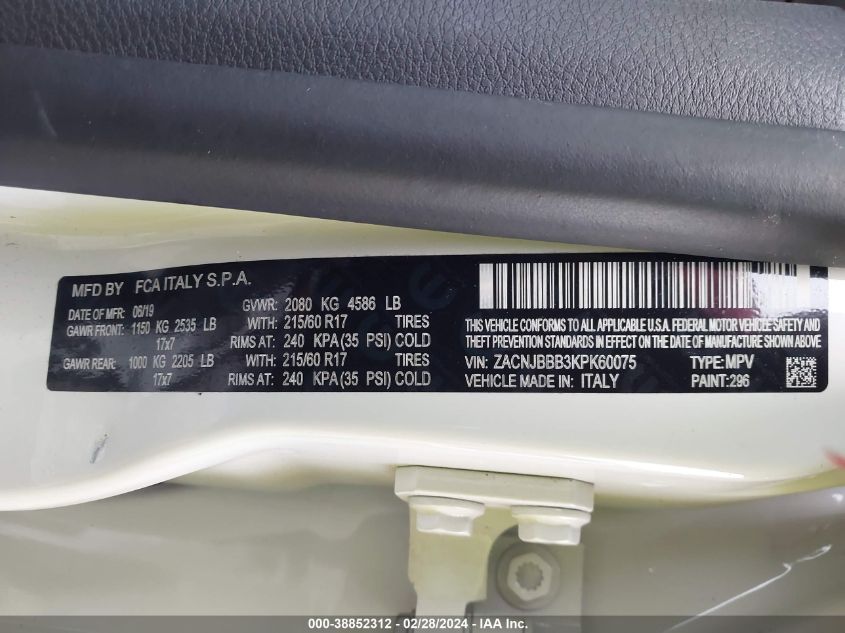 MFD BY FCA ITALY S.P.A.
DATE OF MFR: 06/19 GVWR: 2080 KG 4586 LB
GAWR FRONT: 1150 KG 2535 LB WITH: 215/60 R17 TIRES
17x7 RIMS AT: 240 KPA(35 PSI) COLD
GAWR REAR: 1000 KG 2205 LB WITH: 215/60 R17 TIRES
17x7 RIMS AT: 240 KPA(35 PSI) COLD
THIS VEHICLE CONFORMS TO ALL APPLICABLE U.S.A. FEDERAL MOTOR VEHICLE SAFETY AND
THEFT PREVENTION STANDARDS IN EFFECT ON THE DATE OF MANUFACTURE SHOWN ABOVE
VIN: ZACNJBBB3KPK60075 TYPE: MPV
VEHICLE MADE IN: ITALY PAINT: 296
000-38852312 - 02/28/2024 - IAA Inc.